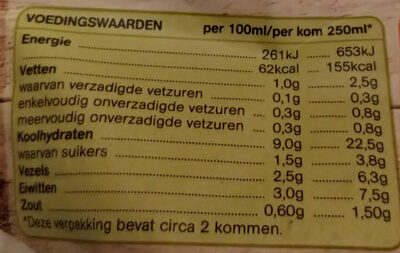 VOEDINGSWAARDEN per 100ml/per kom 250ml*
Energie 261kJ 653kJ
62kcal 155kcal
Vetten 1,0g 2,5g
waarvan verzadigde vetzuren 0,1g 0,3g
enkelvoudig onverzadigde vetzuren 0,3g 0,8g
meervoudig onverzadigde vetzuren 0,3g 0,8g
Koolhydraten 9,0g 22,5g
waarvan suikers 1,5g 3,8g
Vezels 2,5g 6,3g
Eiwitten 3,0g 7,5g
Zout 0,60g 1,50g
*Deze verpakking bevat circa 2 kommen.